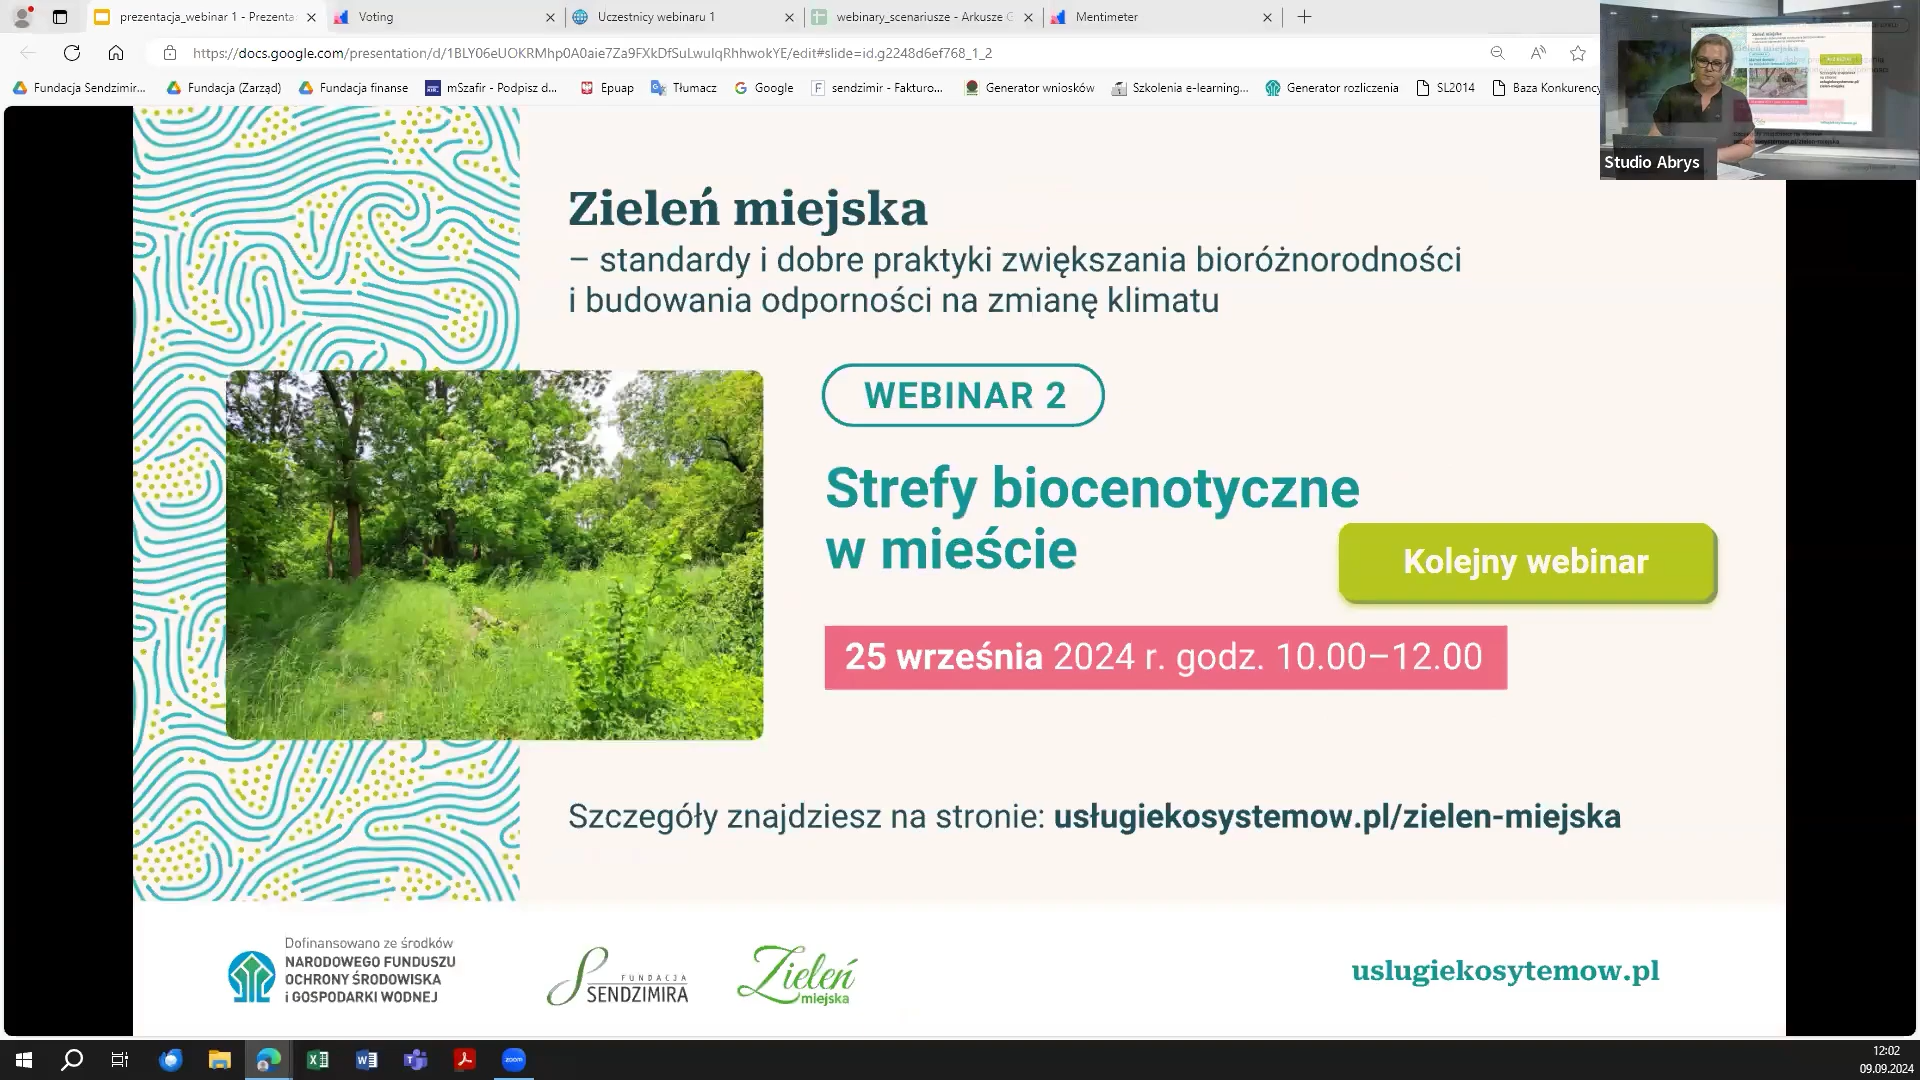 prezentacja_webinar 1 - Prezenta
Voting
Uczestnicy webinaru 1
webinary_scenariusze - Arkusze G
Mentimeter
https://docs.google.com/presentation/d/1BLY06eUOKRMhp0A0aie7Za9FXkDfSuLwulqRhhwokYE/edit#slide=id.g2248d6ef768_1_2
Fundacja Sendzimir...
Fundacja (Zarząd)
Fundacja finanse
mSzafir - Podpisz d...
Epuap
Tłumacz
Google
sendzimir - Fakturo...
Generator wniosków
Szkolenia e-learning...
Generator rozliczenia
SL2014
Baza Konkurency
Studio Abrys
Zieleń miejska
– standardy i dobre praktyki zwiększania bioróżnorodności
i budowania odporności na zmianę klimatu
WEBINAR 2
Strefy biocenotyczne
w mieście
Kolejny webinar
25 września 2024 r. godz. 10.00–12.00
Szczegóły znajdziesz na stronie: usługiekosystemow.pl/zielen-miejska
Dofinansowano ze środków
NARODOWEGO FUNDUSZU
OCHRONY ŚRODOWISKA
i GOSPODARKI WODNEJ
FUNDACJA
SENDZIMIRA
Zieleń
miejska
uslugiekosytemow.pl
zoom
12:02
09.09.2024